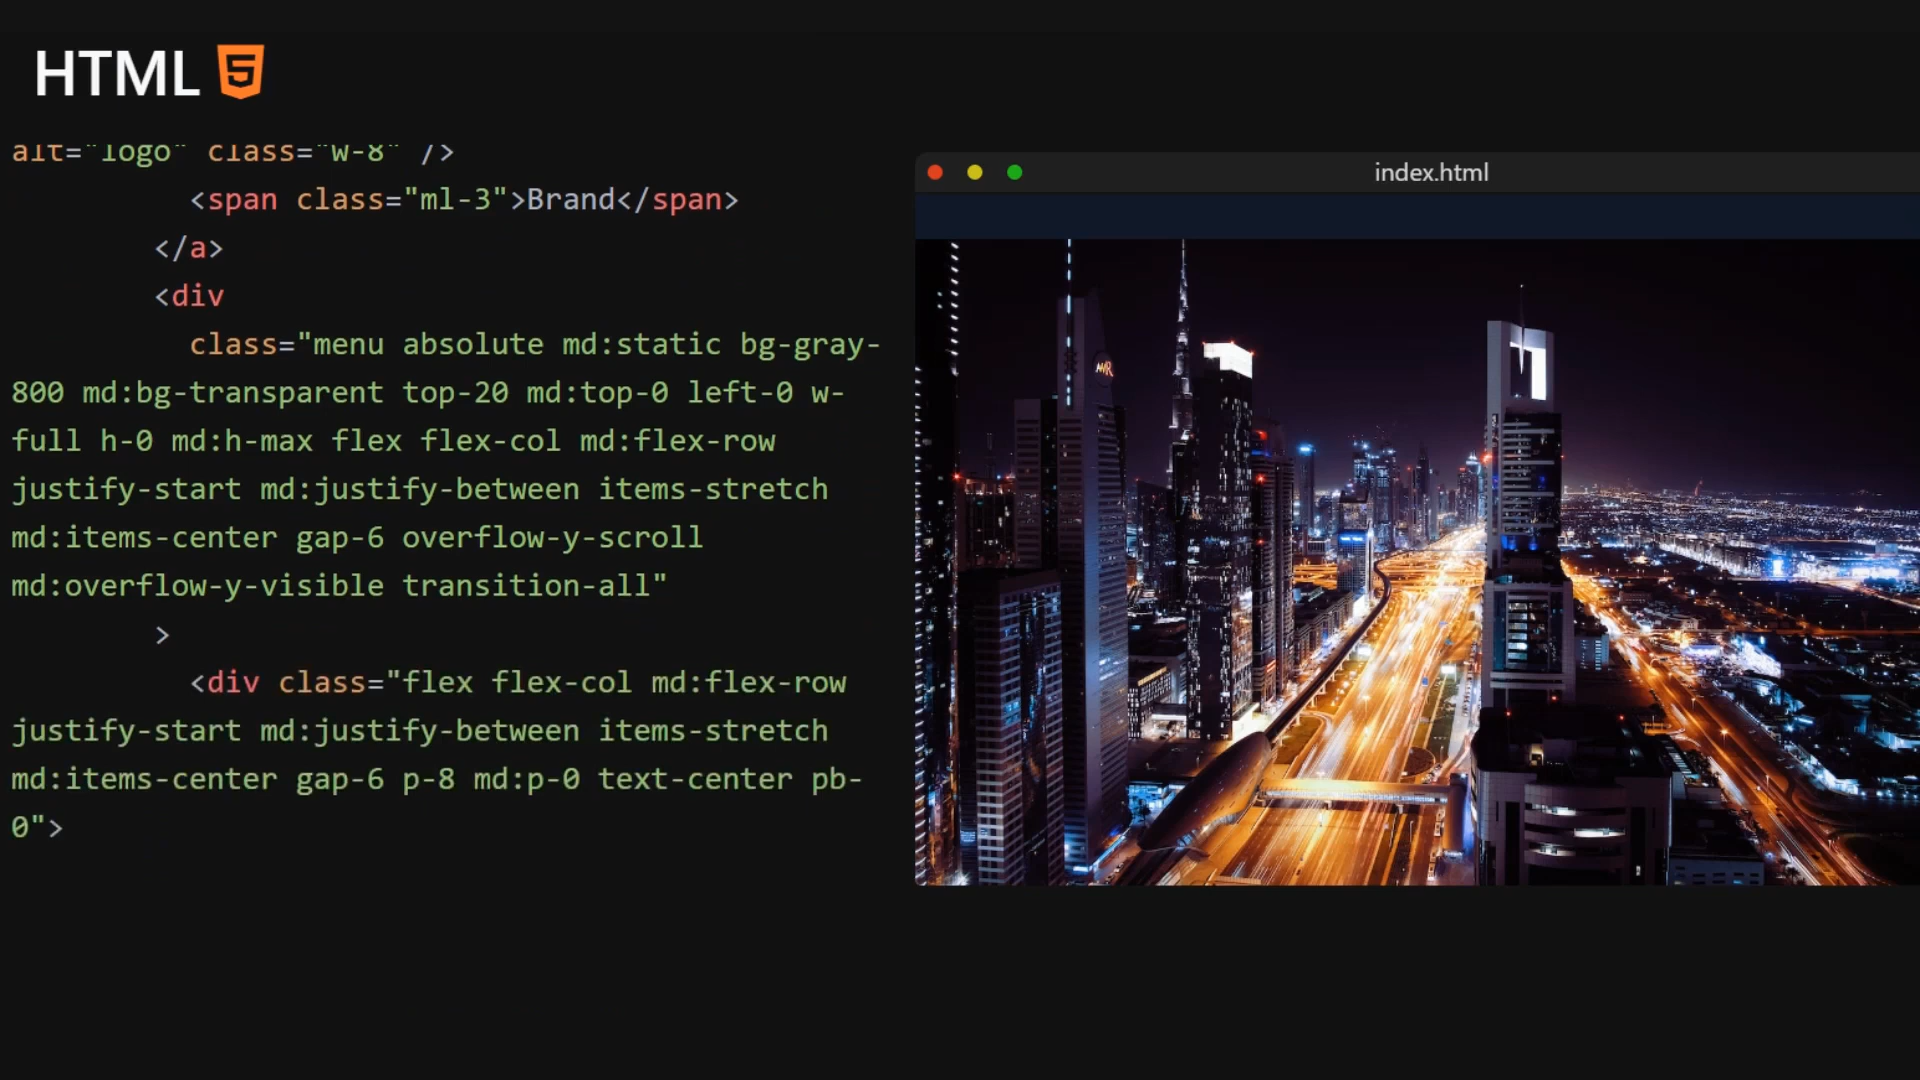 HTML 5
alt="logo" class="w-8" />
<span class="ml-3">Brand</span>
</a>
<div
class="menu absolute md:static bg-gray-
800 md:bg-transparent top-20 md:top-0 left-0 w-
full h-0 md:h-max flex flex-col md:flex-row
justify-start md:justify-between items-stretch
md:items-center gap-6 overflow-y-scroll
md:overflow-y-visible transition-all"
>
<div class="flex flex-col md:flex-row
justify-start md:justify-between items-stretch
md:items-center gap-6 p-8 md:p-0 text-center pb-
0">
index.html